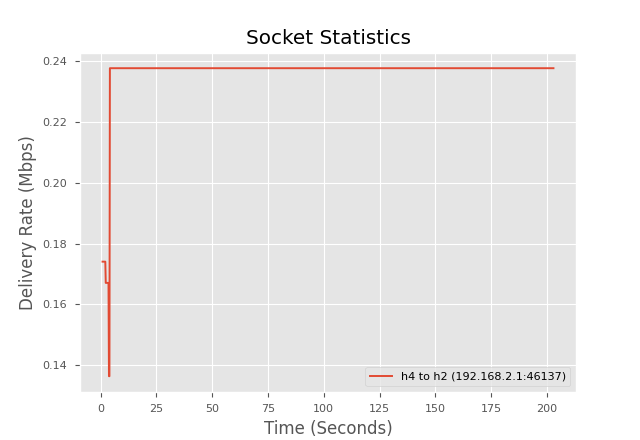 Socket Statistics
Delivery Rate (Mbps)
0.24
0.22
0.20
0.18
0.16
0.14
h4 to h2 (192.168.2.1:46137)
0 25 50 75 100 125 150 175 200
Time (Seconds)